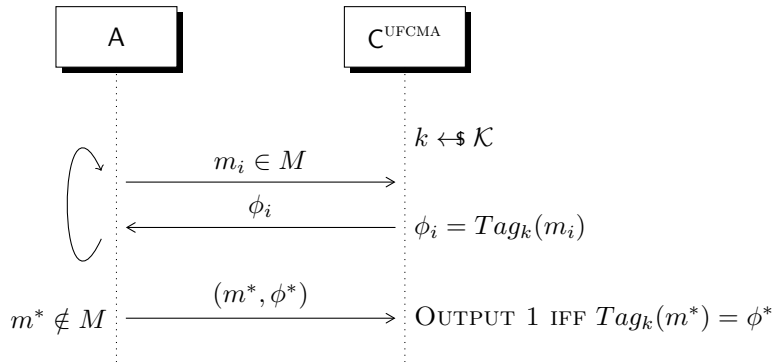 A
C^UFCMA
k ←$ 𝒦
m_i ∈ M
ϕ_i
ϕ_i = Tag_k(m_i)
m* ∉ M
(m*, ϕ*)
OUTPUT 1 IFF Tag_k(m*) = ϕ*